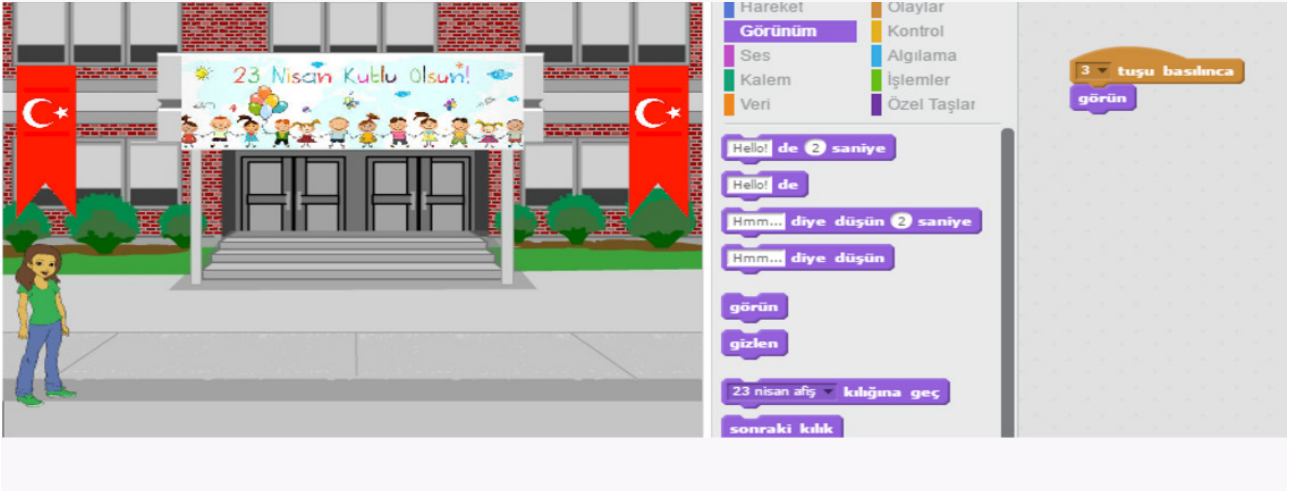 23 Nisan Kutlu Olsun!
Hareket
Olaylar
Görünüm
Kontrol
Ses
Algılama
Kalem
İşlemler
Veri
Özel Taşlar
Hello! de 2 saniye
Hello! de
Hmm... diye düşün 2 saniye
Hmm... diye düşün
görün
gizlen
23 nisan afiş kılığına geç
sonraki kılık
3 tuşu basılınca
görün